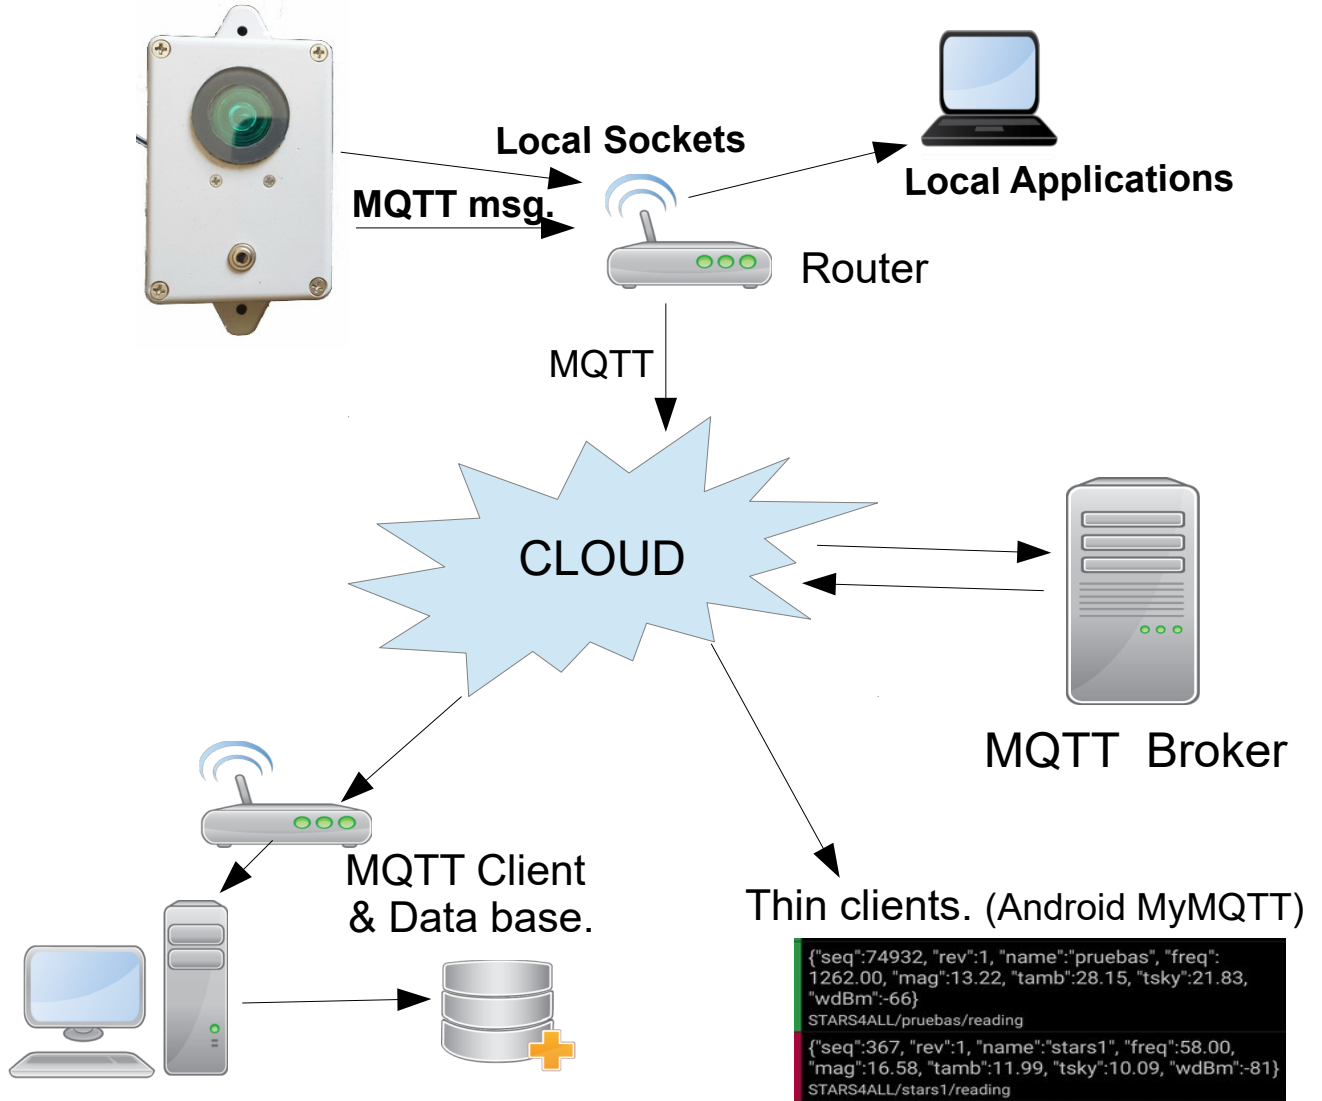 Local Sockets
MQTT msg.
Local Applications
Router
MQTT
CLOUD
MQTT Broker
MQTT Client
& Data base.
Thin clients. (Android MyMQTT)
{"seq":74932, "rev":1, "name":"pruebas", "freq":
1262.00, "mag":13.22, "tamb":28.15, "tsky":21.83,
"wdBm":-66}
STARS4ALL/pruebas/reading
{"seq":367, "rev":1, "name":"stars1", "freq":58.00,
"mag":16.58, "tamb":11.99, "tsky":10.09, "wdBm":-81}
STARS4ALL/stars1/reading